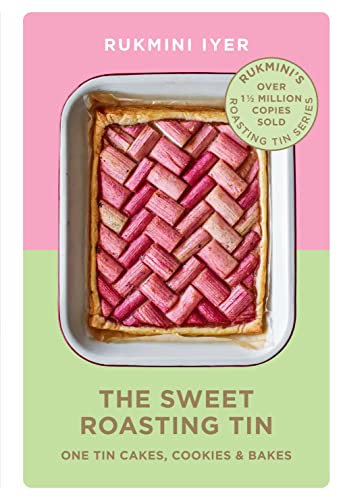 RUKMINI IYER
RUKMINI'S
OVER
1½ MILLION
COPIES
SOLD
ROASTING TIN SERIES
THE SWEET
ROASTING TIN
ONE TIN CAKES, COOKIES & BAKES